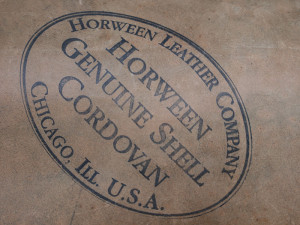 HORWEEN LEATHER COMPANY
HORWEEN
GENUINE SHELL
CORDOVAN
CHICAGO, ILL. U.S.A.